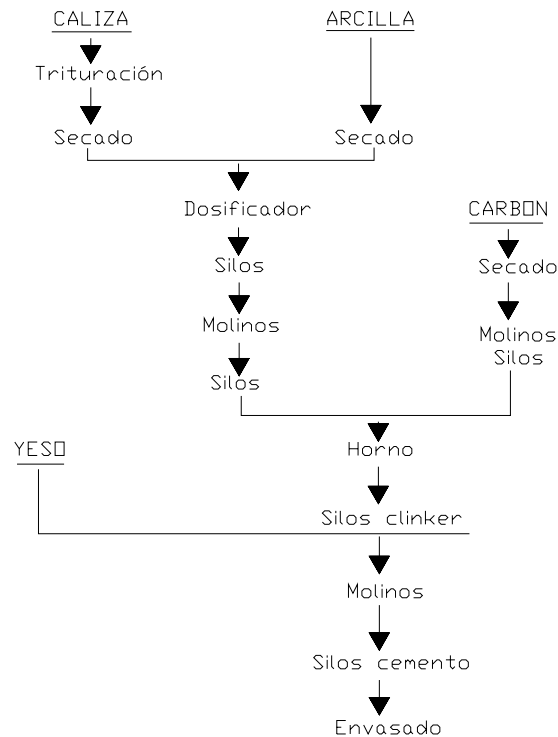 CALIZA
ARCILLA
Trituración
Secado
Secado
Dosificador
CARBON
Silos
Secado
Molinos
Molinos
Silos
Silos
YESO
Horno
Silos clinker
Molinos
Silos cemento
Envasado